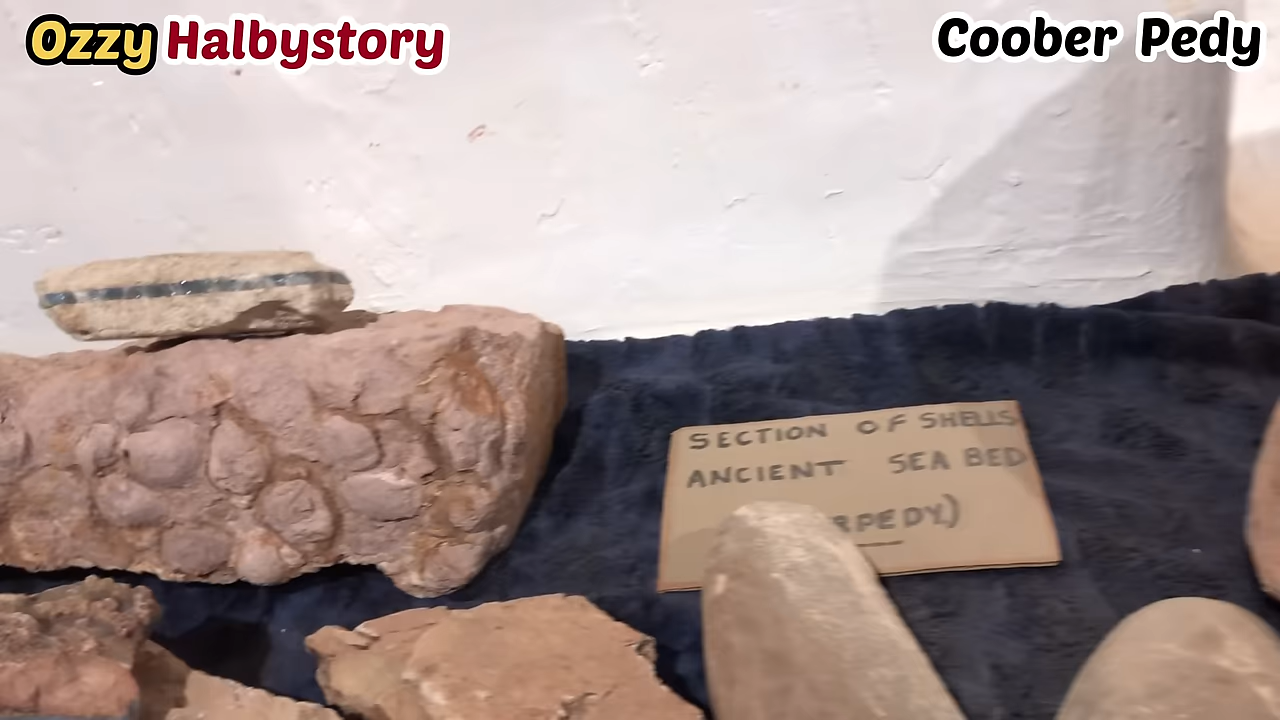 Ozzy Halbystory
Coober Pedy
SECTION OF SHELLS
ANCIENT SEA BED